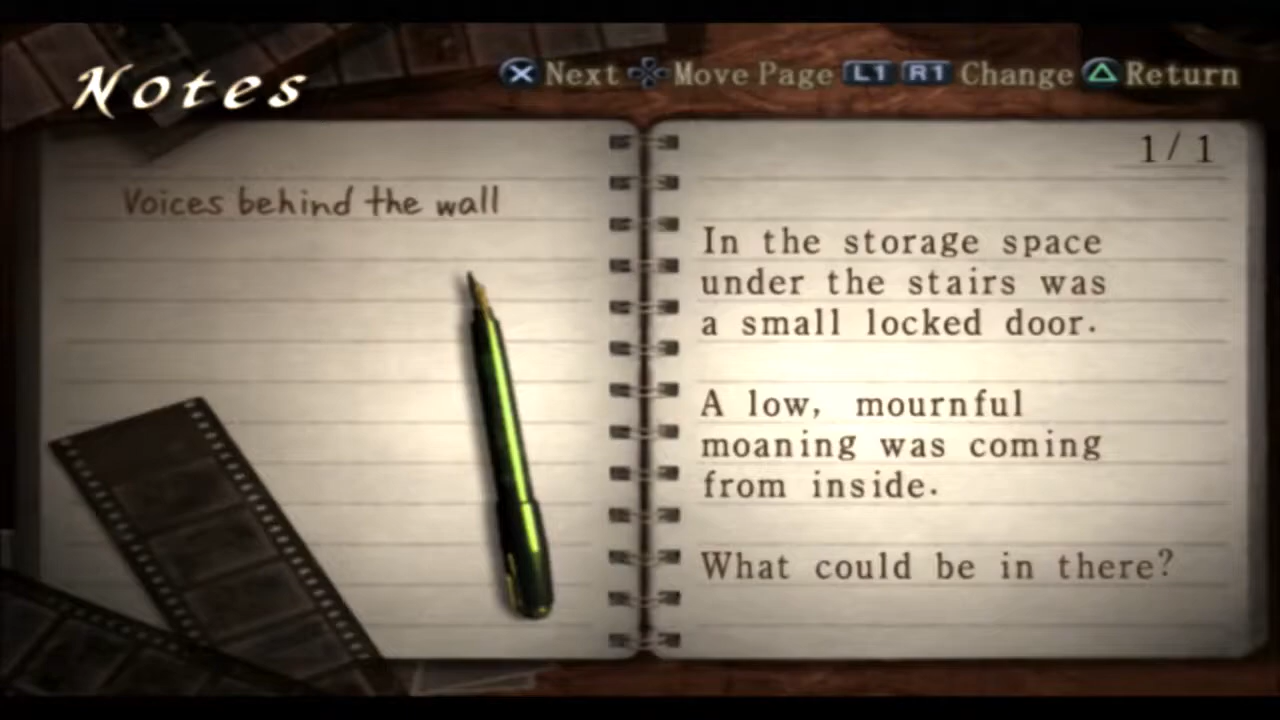 Notes
Next Move Page L1 R1 Change Return
Voices behind the wall
1/1
In the storage space
under the stairs was
a small locked door.
A low, mournful
moaning was coming
from inside.
What could be in there?